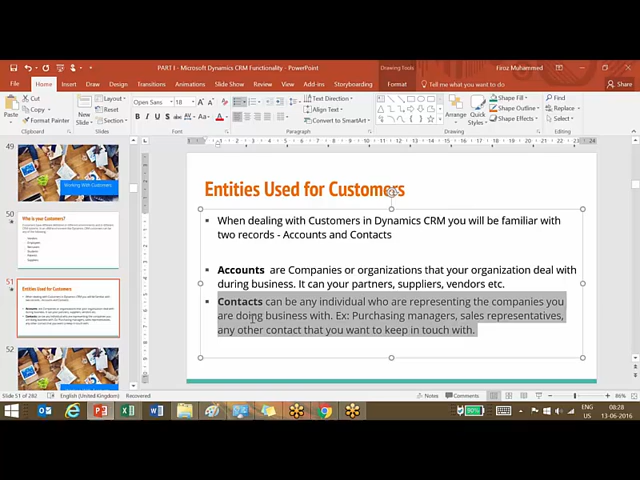 PART I - Microsoft Dynamics CRM Functionality - PowerPoint
Drawing Tools
Firoz Muhammed
File Home Insert Draw Design Transitions Animations Slide Show Review View Add-ins Storyboarding Format Tell me what you want to do... Share
Cut
Copy
Format Painter
Paste
Clipboard
New Slide
Layout
Reset
Section
Slides
Open Sans 18
Font
Paragraph
Text Direction
Align Text
Convert to SmartArt
Drawing
Arrange
Quick Styles
Shape Fill
Shape Outline
Shape Effects
Find
Replace
Select
Editing
49
Working With Customers
50
Who is your Customers?
51
Entities Used for Customers
52
Entities Used for Customers
When dealing with Customers in Dynamics CRM you will be familiar with
two records - Accounts and Contacts
Accounts are Companies or organizations that your organization deal with
during business. It can your partners, suppliers, vendors etc.
Contacts can be any individual who are representing the companies you
are doing business with. Ex: Purchasing managers, sales representatives,
any other contact that you want to keep in touch with.
Slide 51 of 282
English (United Kingdom)
Recovered
Notes
Comments
86%
90%
ENG
US
08:28
13-06-2016